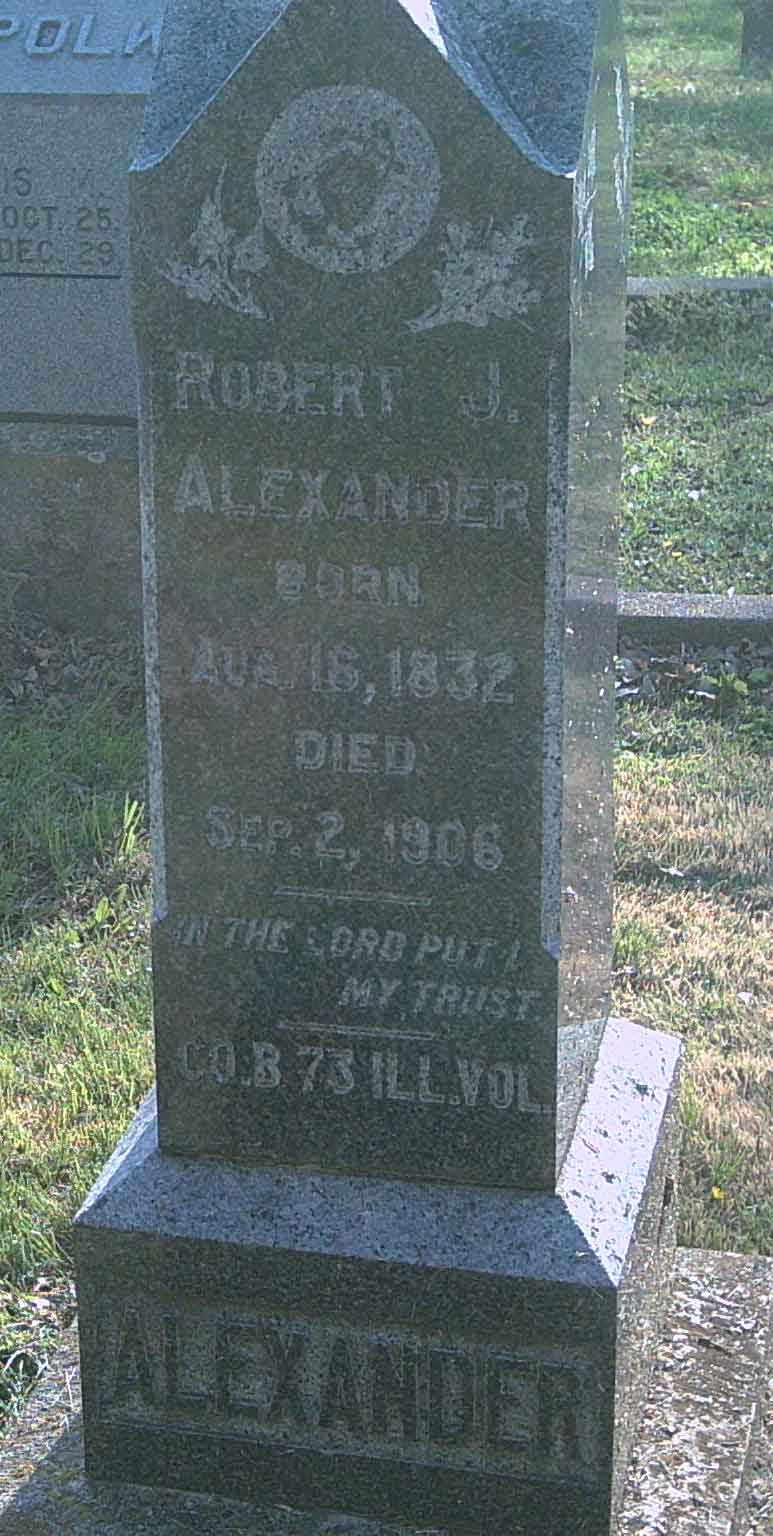 POLK
IS M.
OCT. 25.
DEC. 29
ROBERT J.
ALEXANDER
BORN
AUG. 16, 1832
DIED
SEP. 2, 1906
IN THE LORD PUT I
MY TRUST
CO.B. 73 ILL.VOL.
ALEXANDER